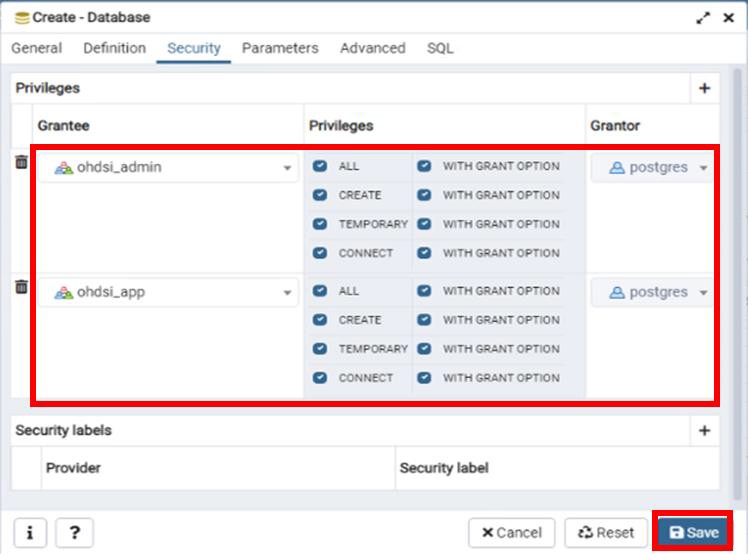 Create - Database
General Definition Security Parameters Advanced SQL
Privileges
Grantee Privileges Grantor
ohdsi_admin ALL WITH GRANT OPTION postgres
CREATE WITH GRANT OPTION
TEMPORARY WITH GRANT OPTION
CONNECT WITH GRANT OPTION
ohdsi_app ALL WITH GRANT OPTION postgres
CREATE WITH GRANT OPTION
TEMPORARY WITH GRANT OPTION
CONNECT WITH GRANT OPTION
Security labels
Provider Security label
i ? Cancel Reset Save